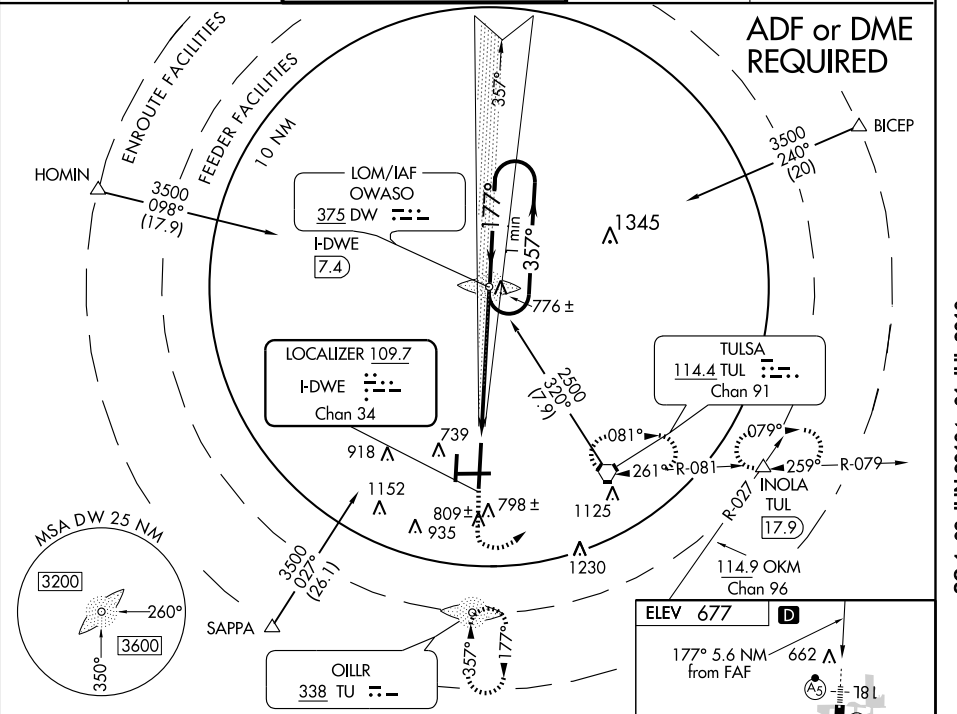 ADF or DME
REQUIRED
ENROUTE FACILITIES
FEEDER FACILITIES
10 NM
357°
BICEP
3500
240°
(20)
HOMIN
3500
098°
(17.9)
LOM/IAF
OWASO
375 DW
I-DWE
7.4
177°
1 min
357°
1345
776 ±
LOCALIZER 109.7
I-DWE
Chan 34
2500
320°
(7.9)
TULSA
114.4 TUL
Chan 91
739
918
081°
261°
R-081
079°
259°
R-079
INOLA
TUL
17.9
R-027
1152
809±
798 ±
935
1125
1230
114.9 OKM
Chan 96
MSA DW 25 NM
3200
260°
3600
350°
3500
027°
(26.1)
SAPPA
357°
177°
OILLR
338 TU
ELEV 677
D
177° 5.6 NM
from FAF
662
A5
18L